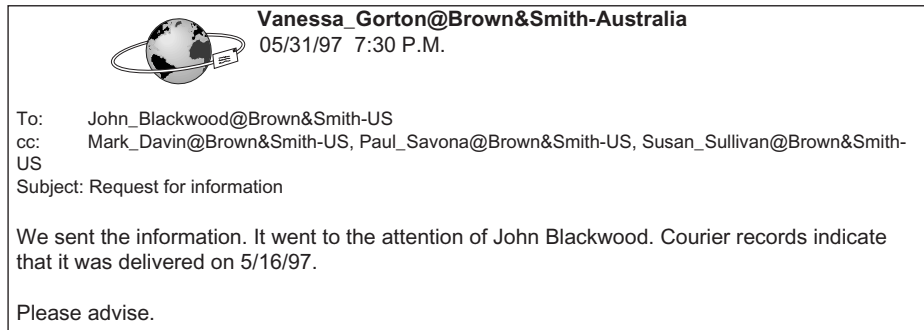 Vanessa_Gorton@Brown&Smith-Australia
05/31/97 7:30 P.M.
To: John_Blackwood@Brown&Smith-US
cc: Mark_Davin@Brown&Smith-US, Paul_Savona@Brown&Smith-US, Susan_Sullivan@Brown&Smith-
US
Subject: Request for information
We sent the information. It went to the attention of John Blackwood. Courier records indicate
that it was delivered on 5/16/97.
Please advise.